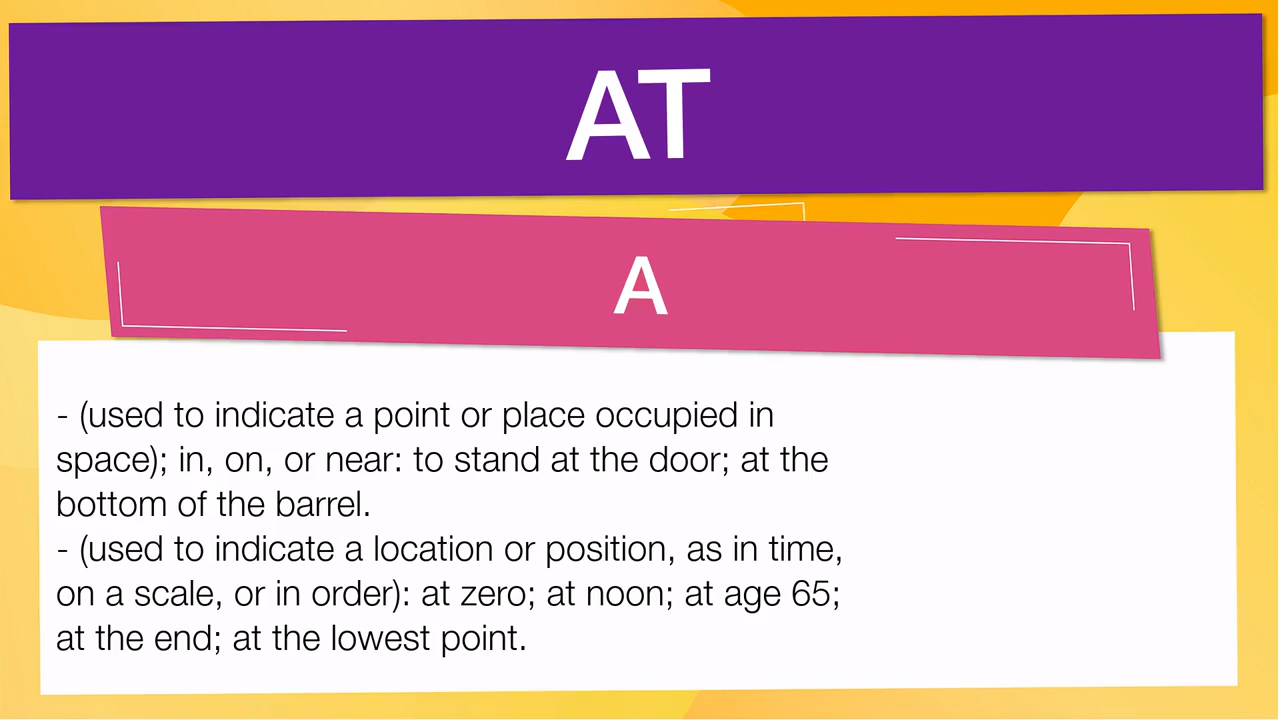 AT
A
- (used to indicate a point or place occupied in
space); in, on, or near: to stand at the door; at the
bottom of the barrel.
- (used to indicate a location or position, as in time,
on a scale, or in order): at zero; at noon; at age 65;
at the end; at the lowest point.